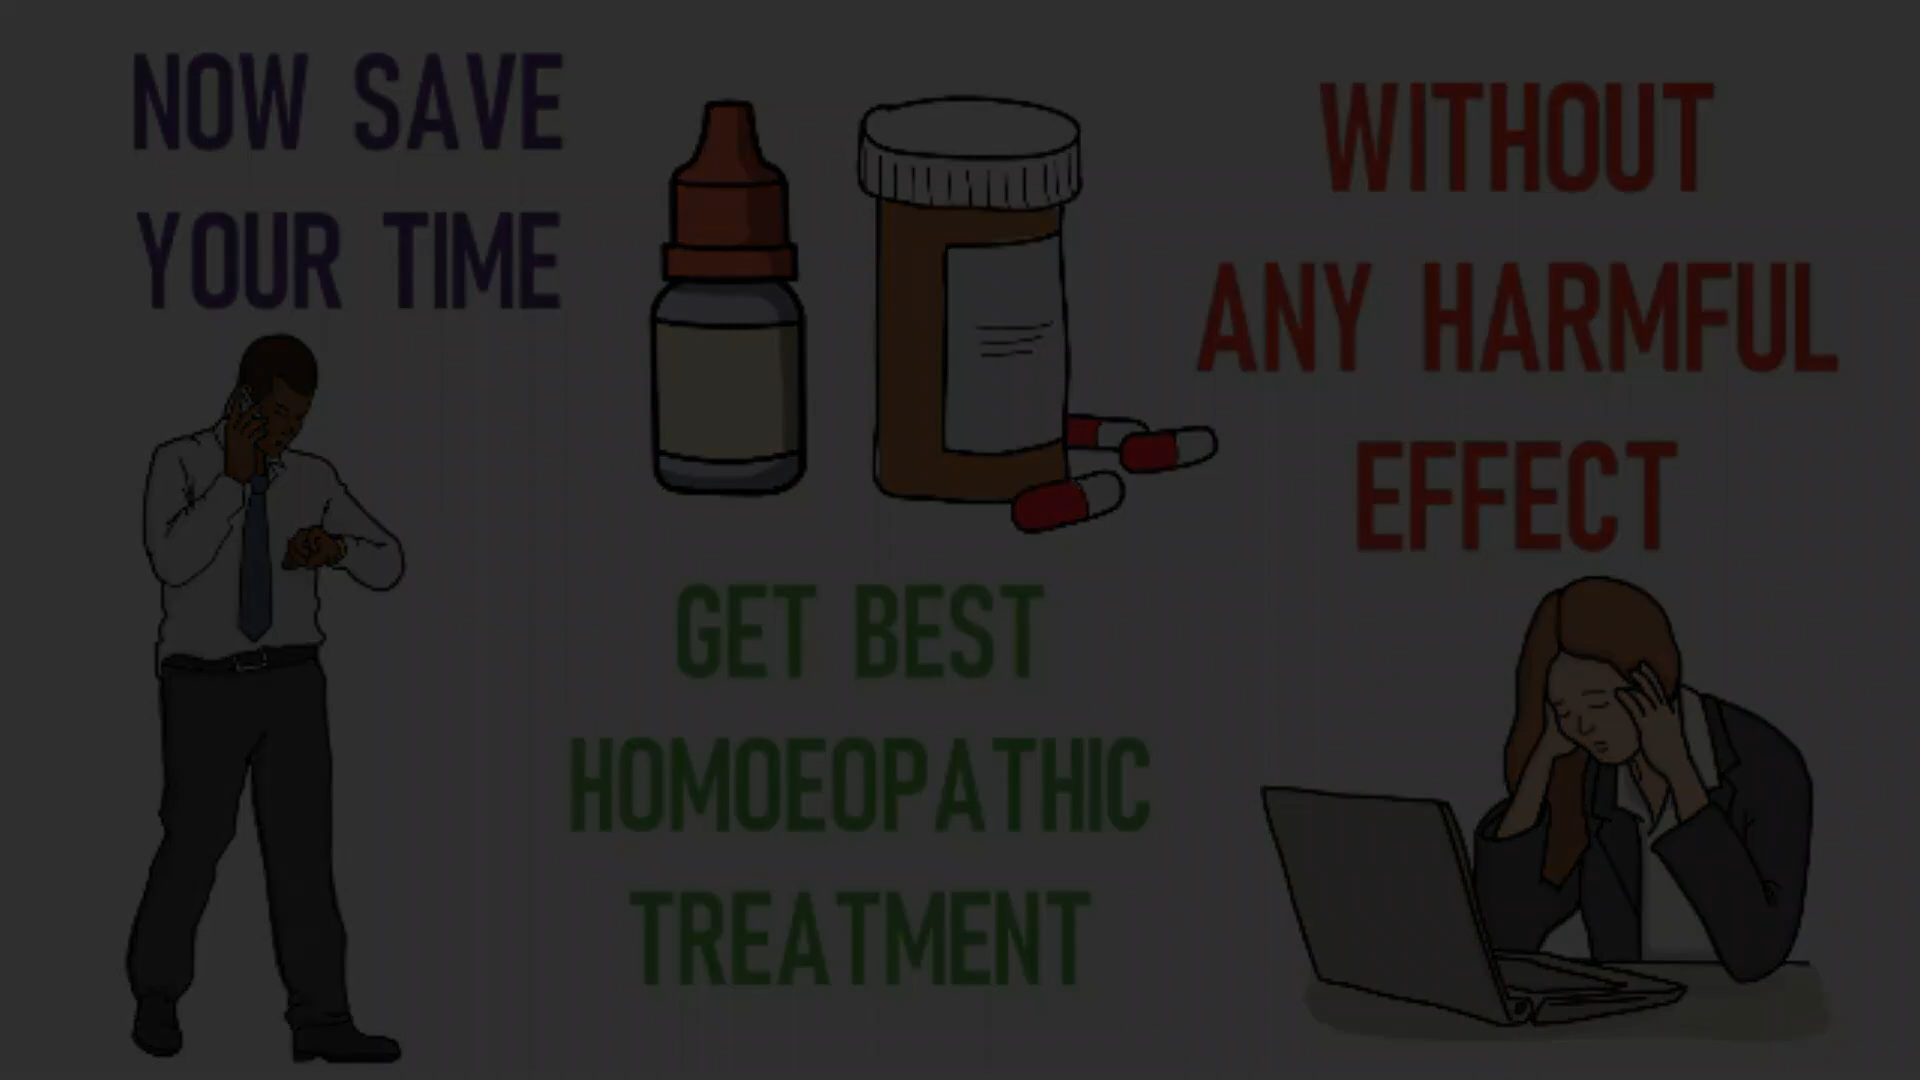 NOW SAVE
YOUR TIME
GET BEST
HOMOEOPATHIC
TREATMENT
WITHOUT
ANY HARMFUL
EFFECT